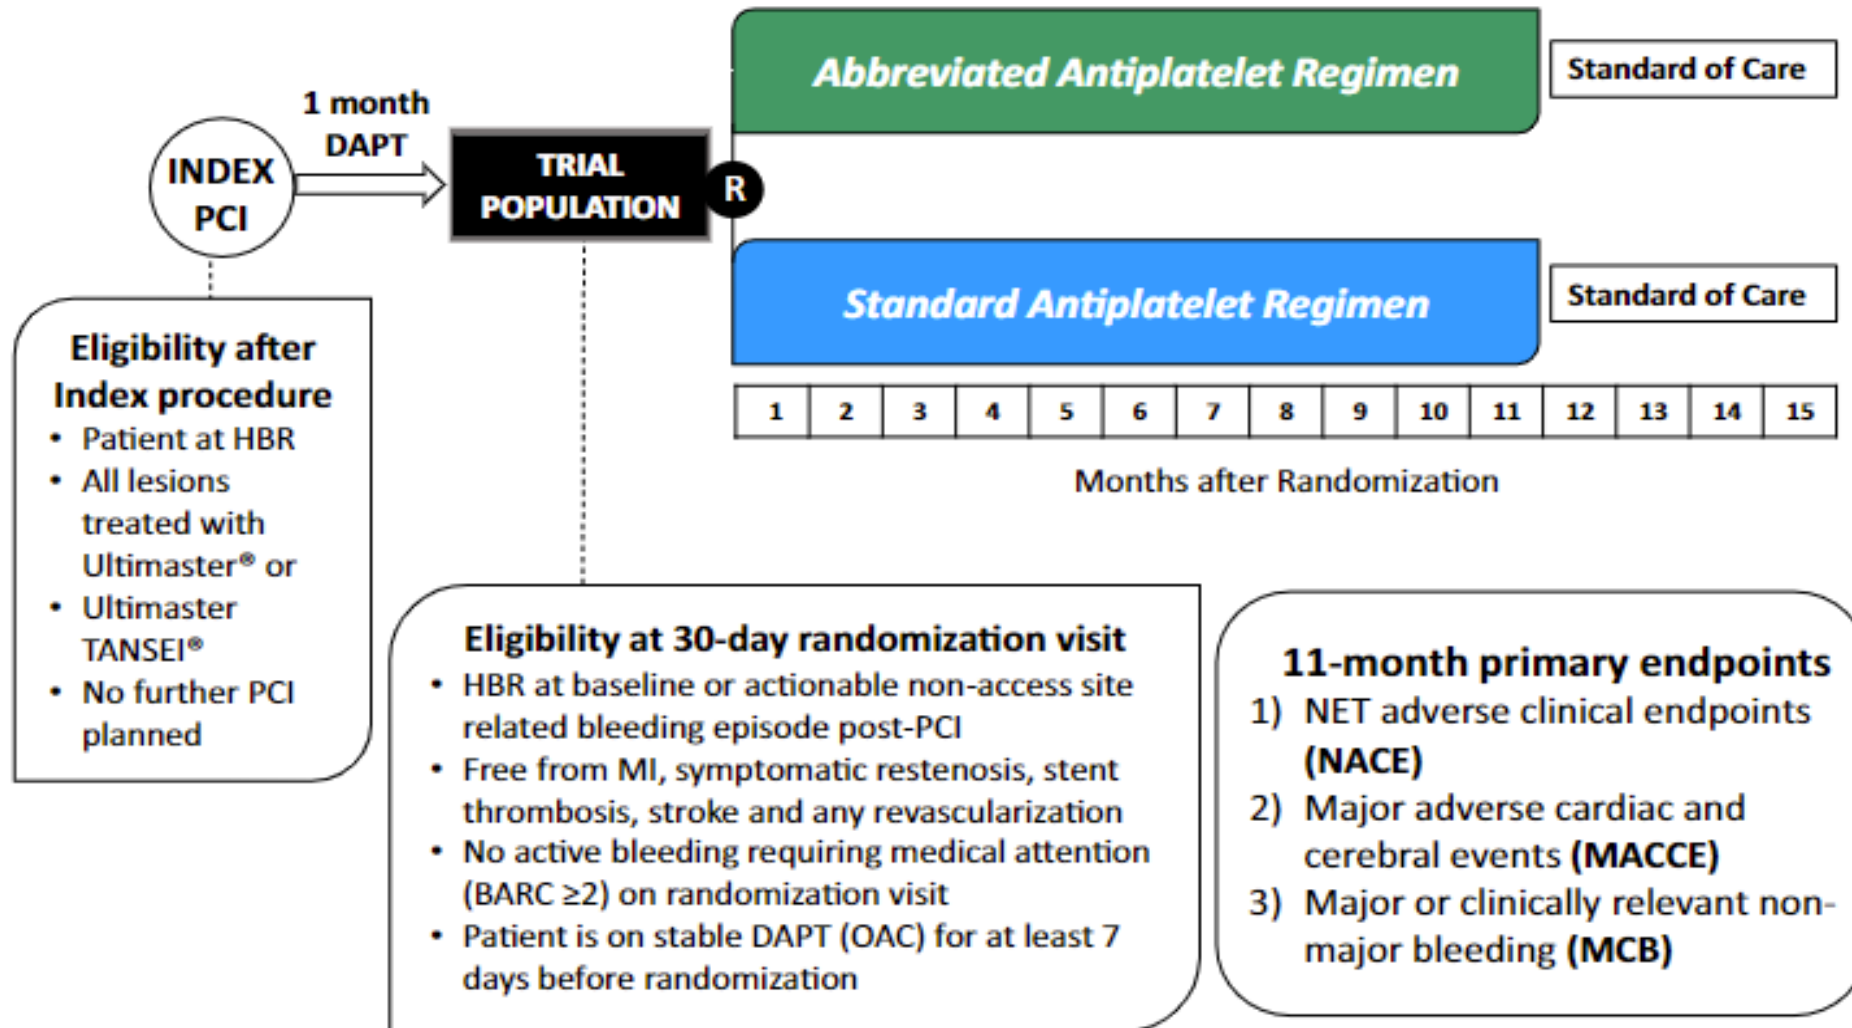 Abbreviated Antiplatelet Regimen
Standard of Care
1 month
DAPT
INDEX
PCI
TRIAL
POPULATION
R
Standard Antiplatelet Regimen
Standard of Care
1 2 3 4 5 6 7 8 9 10 11 12 13 14 15
Months after Randomization
Eligibility after
Index procedure
• Patient at HBR
• All lesions
treated with
Ultimaster® or
• Ultimaster
TANSEI®
• No further PCI
planned
Eligibility at 30-day randomization visit
• HBR at baseline or actionable non-access site
related bleeding episode post-PCI
• Free from MI, symptomatic restenosis, stent
thrombosis, stroke and any revascularization
• No active bleeding requiring medical attention
(BARC ≥2) on randomization visit
• Patient is on stable DAPT (OAC) for at least 7
days before randomization
11-month primary endpoints
1) NET adverse clinical endpoints
(NACE)
2) Major adverse cardiac and
cerebral events (MACCE)
3) Major or clinically relevant non-
major bleeding (MCB)